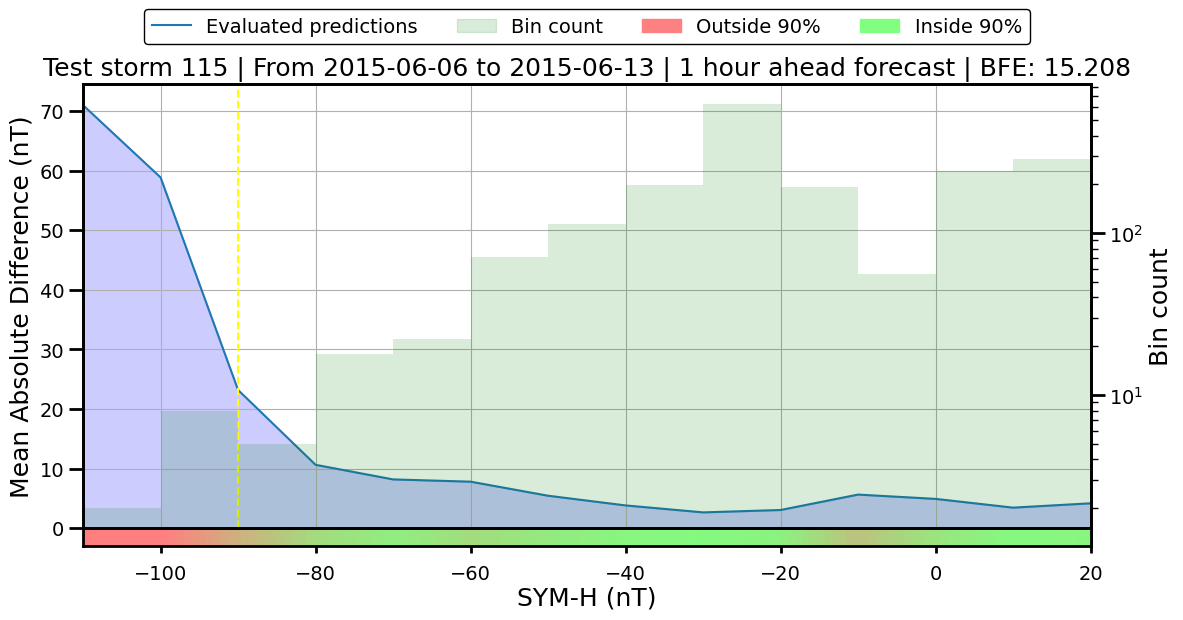 Evaluated predictions Bin count Outside 90% Inside 90%
Test storm 115 | From 2015-06-06 to 2015-06-13 | 1 hour ahead forecast | BFE: 15.208
Mean Absolute Difference (nT)
70
60
50
40
30
20
10
0
10²
10¹
Bin count
−100 −80 −60 −40 −20 0 20
SYM-H (nT)